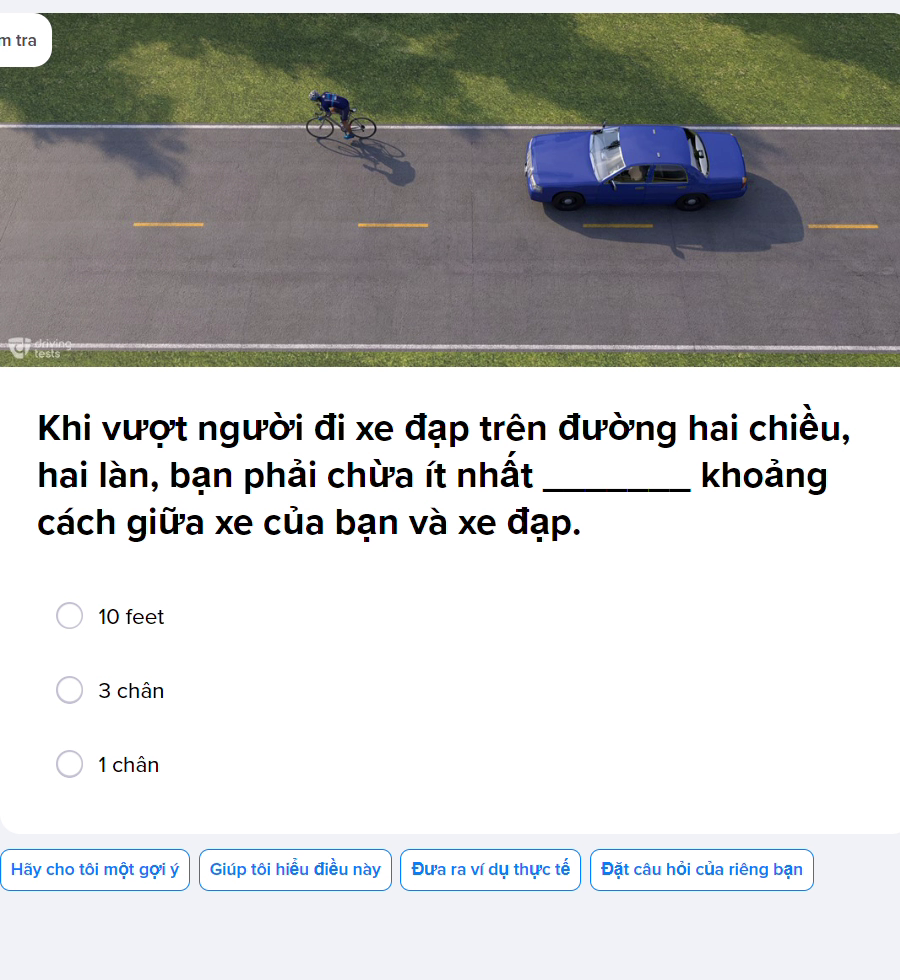 m tra
driving
tests
Khi vượt người đi xe đạp trên đường hai chiều,
hai làn, bạn phải chừa ít nhất ________ khoảng
cách giữa xe của bạn và xe đạp.
10 feet
3 chân
1 chân
Hãy cho tôi một gợi ý
Giúp tôi hiểu điều này
Đưa ra ví dụ thực tế
Đặt câu hỏi của riêng bạn